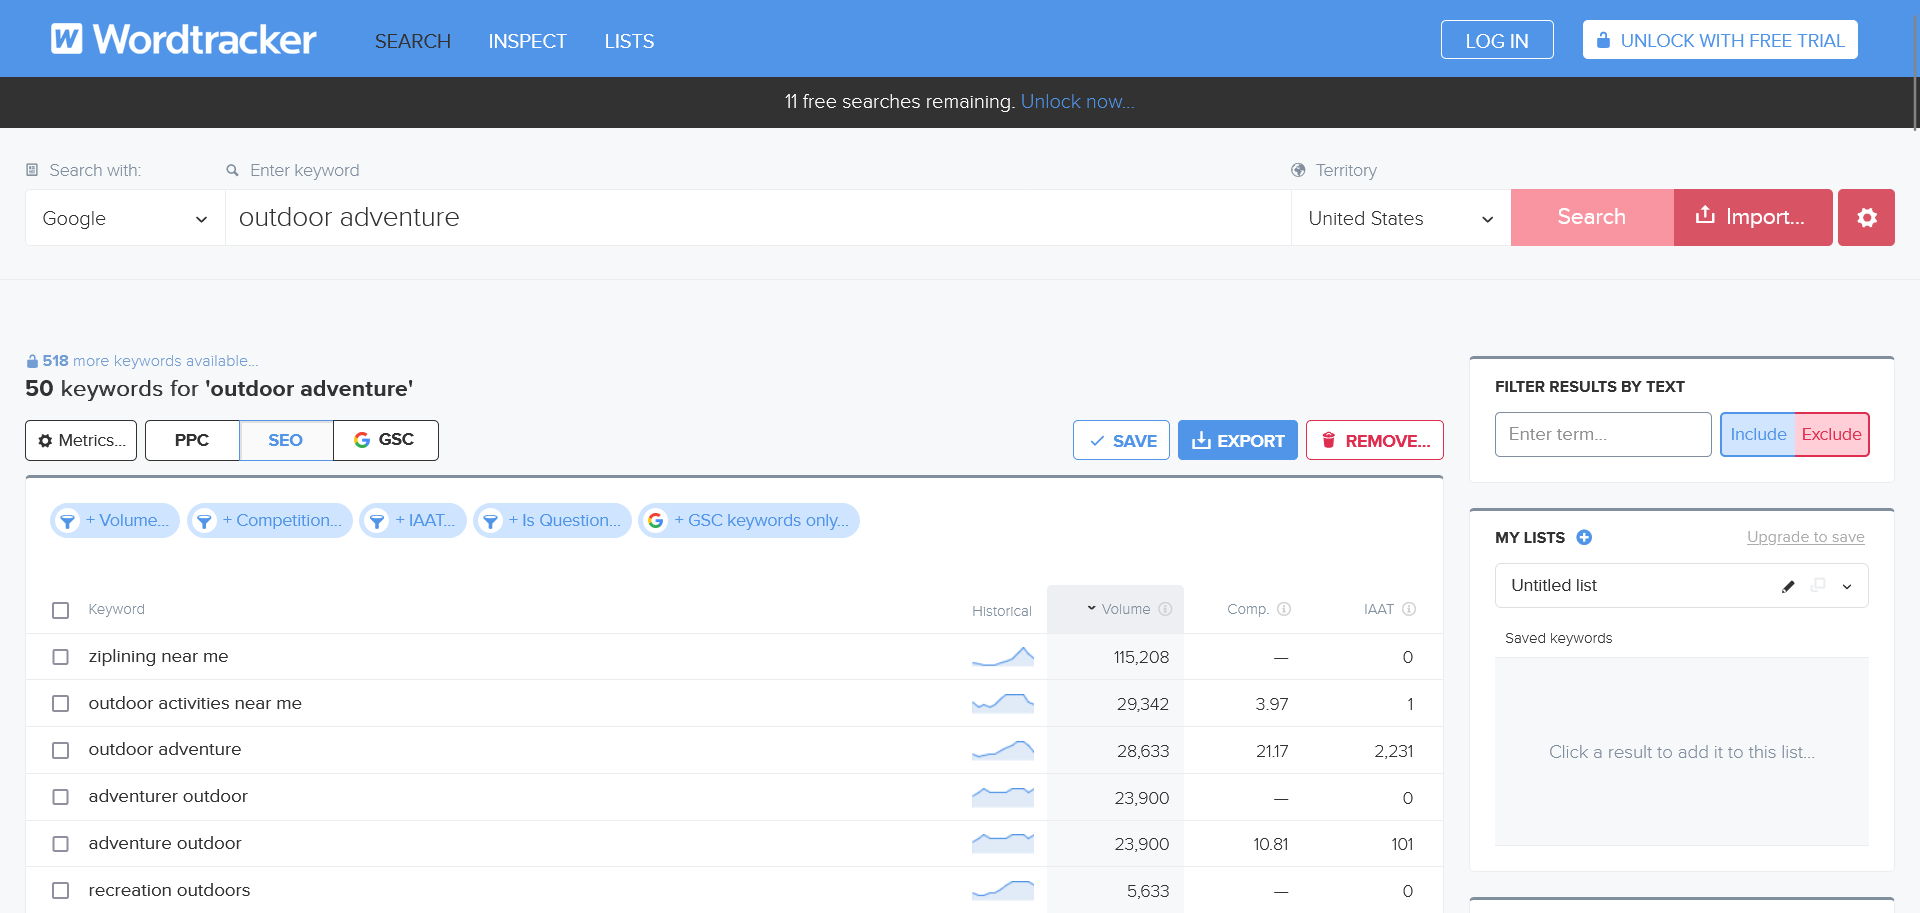 Wordtracker SEARCH INSPECT LISTS LOG IN UNLOCK WITH FREE TRIAL
11 free searches remaining. Unlock now...
Search with: Enter keyword Territory
Google outdoor adventure United States Search Import...
518 more keywords available...
50 keywords for 'outdoor adventure'
Metrics... PPC SEO GSC SAVE EXPORT REMOVE...
+ Volume... + Competition... + IAAT... + Is Question... + GSC keywords only...
Keyword Historical Volume Comp. IAAT
ziplining near me 115,208 — 0
outdoor activities near me 29,342 3.97 1
outdoor adventure 28,633 21.17 2,231
adventurer outdoor 23,900 — 0
adventure outdoor 23,900 10.81 101
recreation outdoors 5,633 — 0
FILTER RESULTS BY TEXT
Enter term... Include Exclude
MY LISTS Upgrade to save
Untitled list
Saved keywords
Click a result to add it to this list...